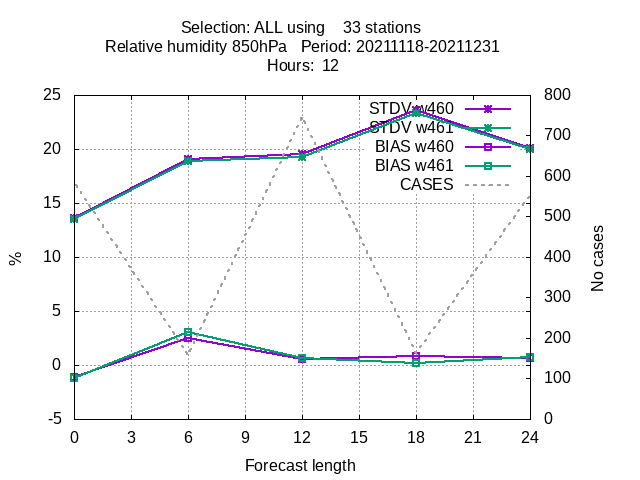 Selection: ALL using    33 stations
Relative humidity 850hPa   Period: 20211118-20211231
Hours:  12
25
20
15
10
5
0
-5
%
800
700
600
500
400
300
200
100
0
No cases
STDV w460
STDV w461
BIAS w460
BIAS w461
CASES
0 3 6 9 12 15 18 21 24
Forecast length